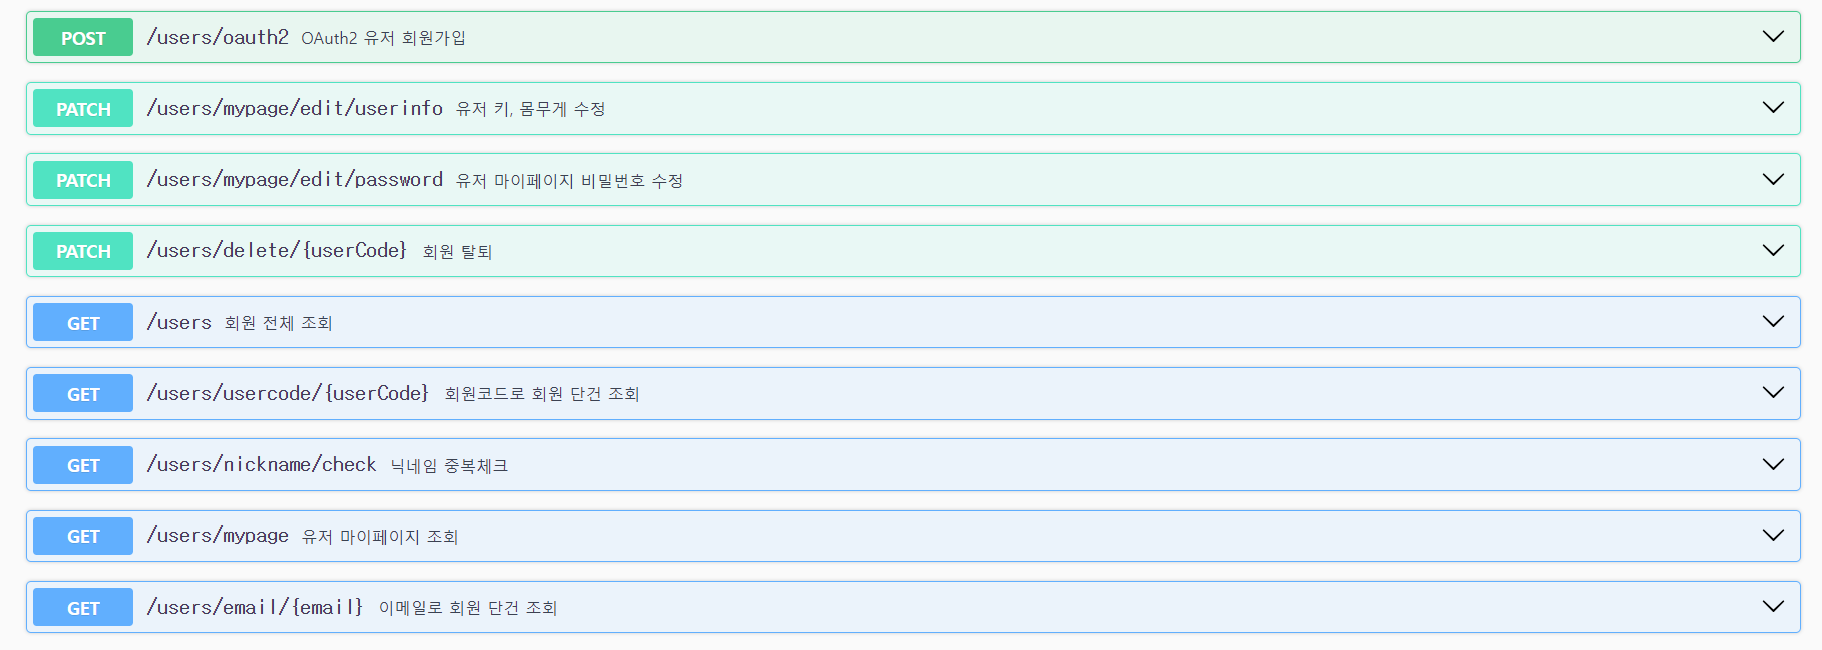 POST /users/oauth2 OAuth2 유저 회원가입
PATCH /users/mypage/edit/userinfo 유저 키, 몸무게 수정
PATCH /users/mypage/edit/password 유저 마이페이지 비밀번호 수정
PATCH /users/delete/{userCode} 회원 탈퇴
GET /users 회원 전체 조회
GET /users/usercode/{userCode} 회원코드로 회원 단건 조회
GET /users/nickname/check 닉네임 중복체크
GET /users/mypage 유저 마이페이지 조회
GET /users/email/{email} 이메일로 회원 단건 조회